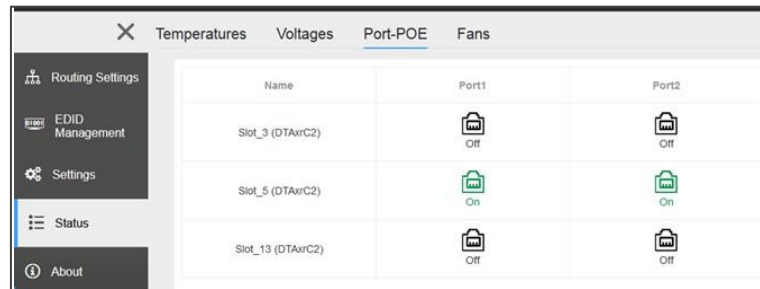 Temperatures Voltages Port-POE Fans
Routing Settings
EDID
Management
Settings
Status
About
Name Port1 Port2
Slot_3 (DTAxrC2) Off Off
Slot_5 (DTAxrC2) On On
Slot_13 (DTAxrC2) Off Off